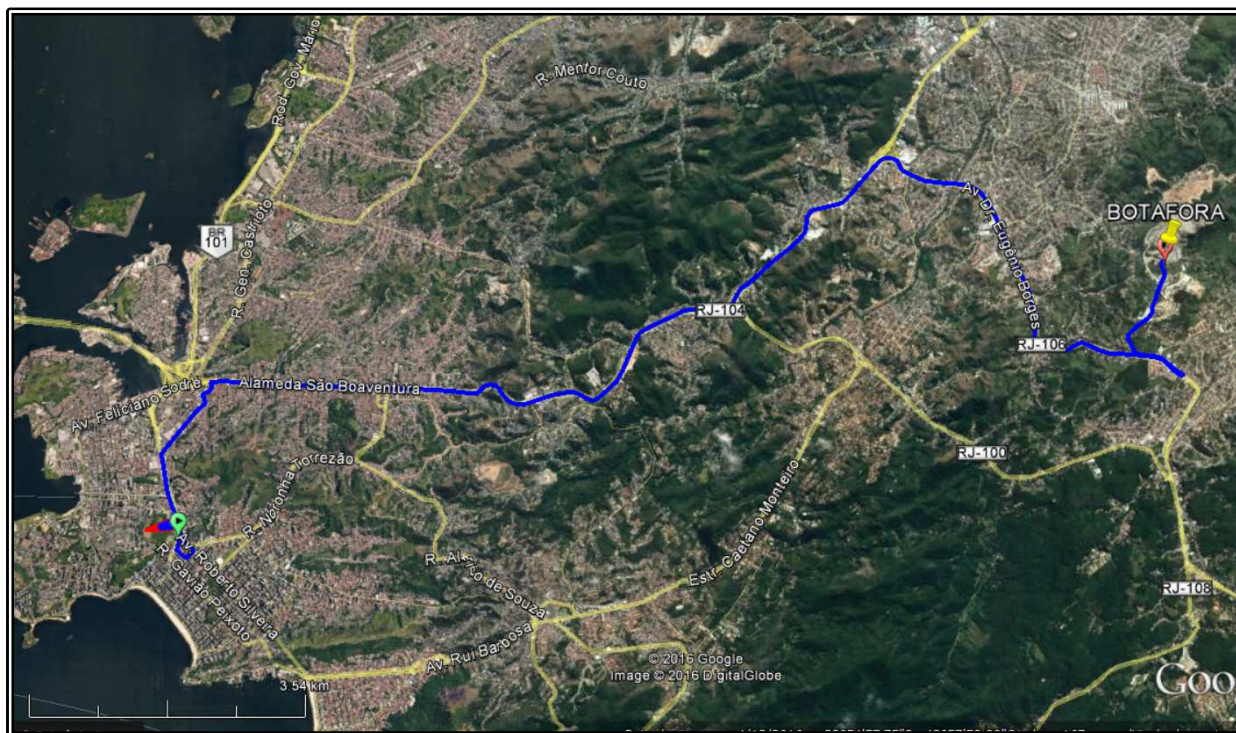 Rod. Gov. Mário
R. Mentor Couto
BR
101
R. Gen. Castrioto
Av. Dr. Eugênio Borges
BOTAFORA
RJ-104
RJ-106
Av. Feliciano Sodré
Alameda São Boaventura
R. Noronha Torrezão
RJ-100
Estr. Caetano Monteiro
Av. Roberto Silveira
R. Gavião Peixoto
de Souza
RJ-108
Av. Rui Barbosa
© 2016 Google
Image © 2016 DigitalGlobe
3.54 km
Goo